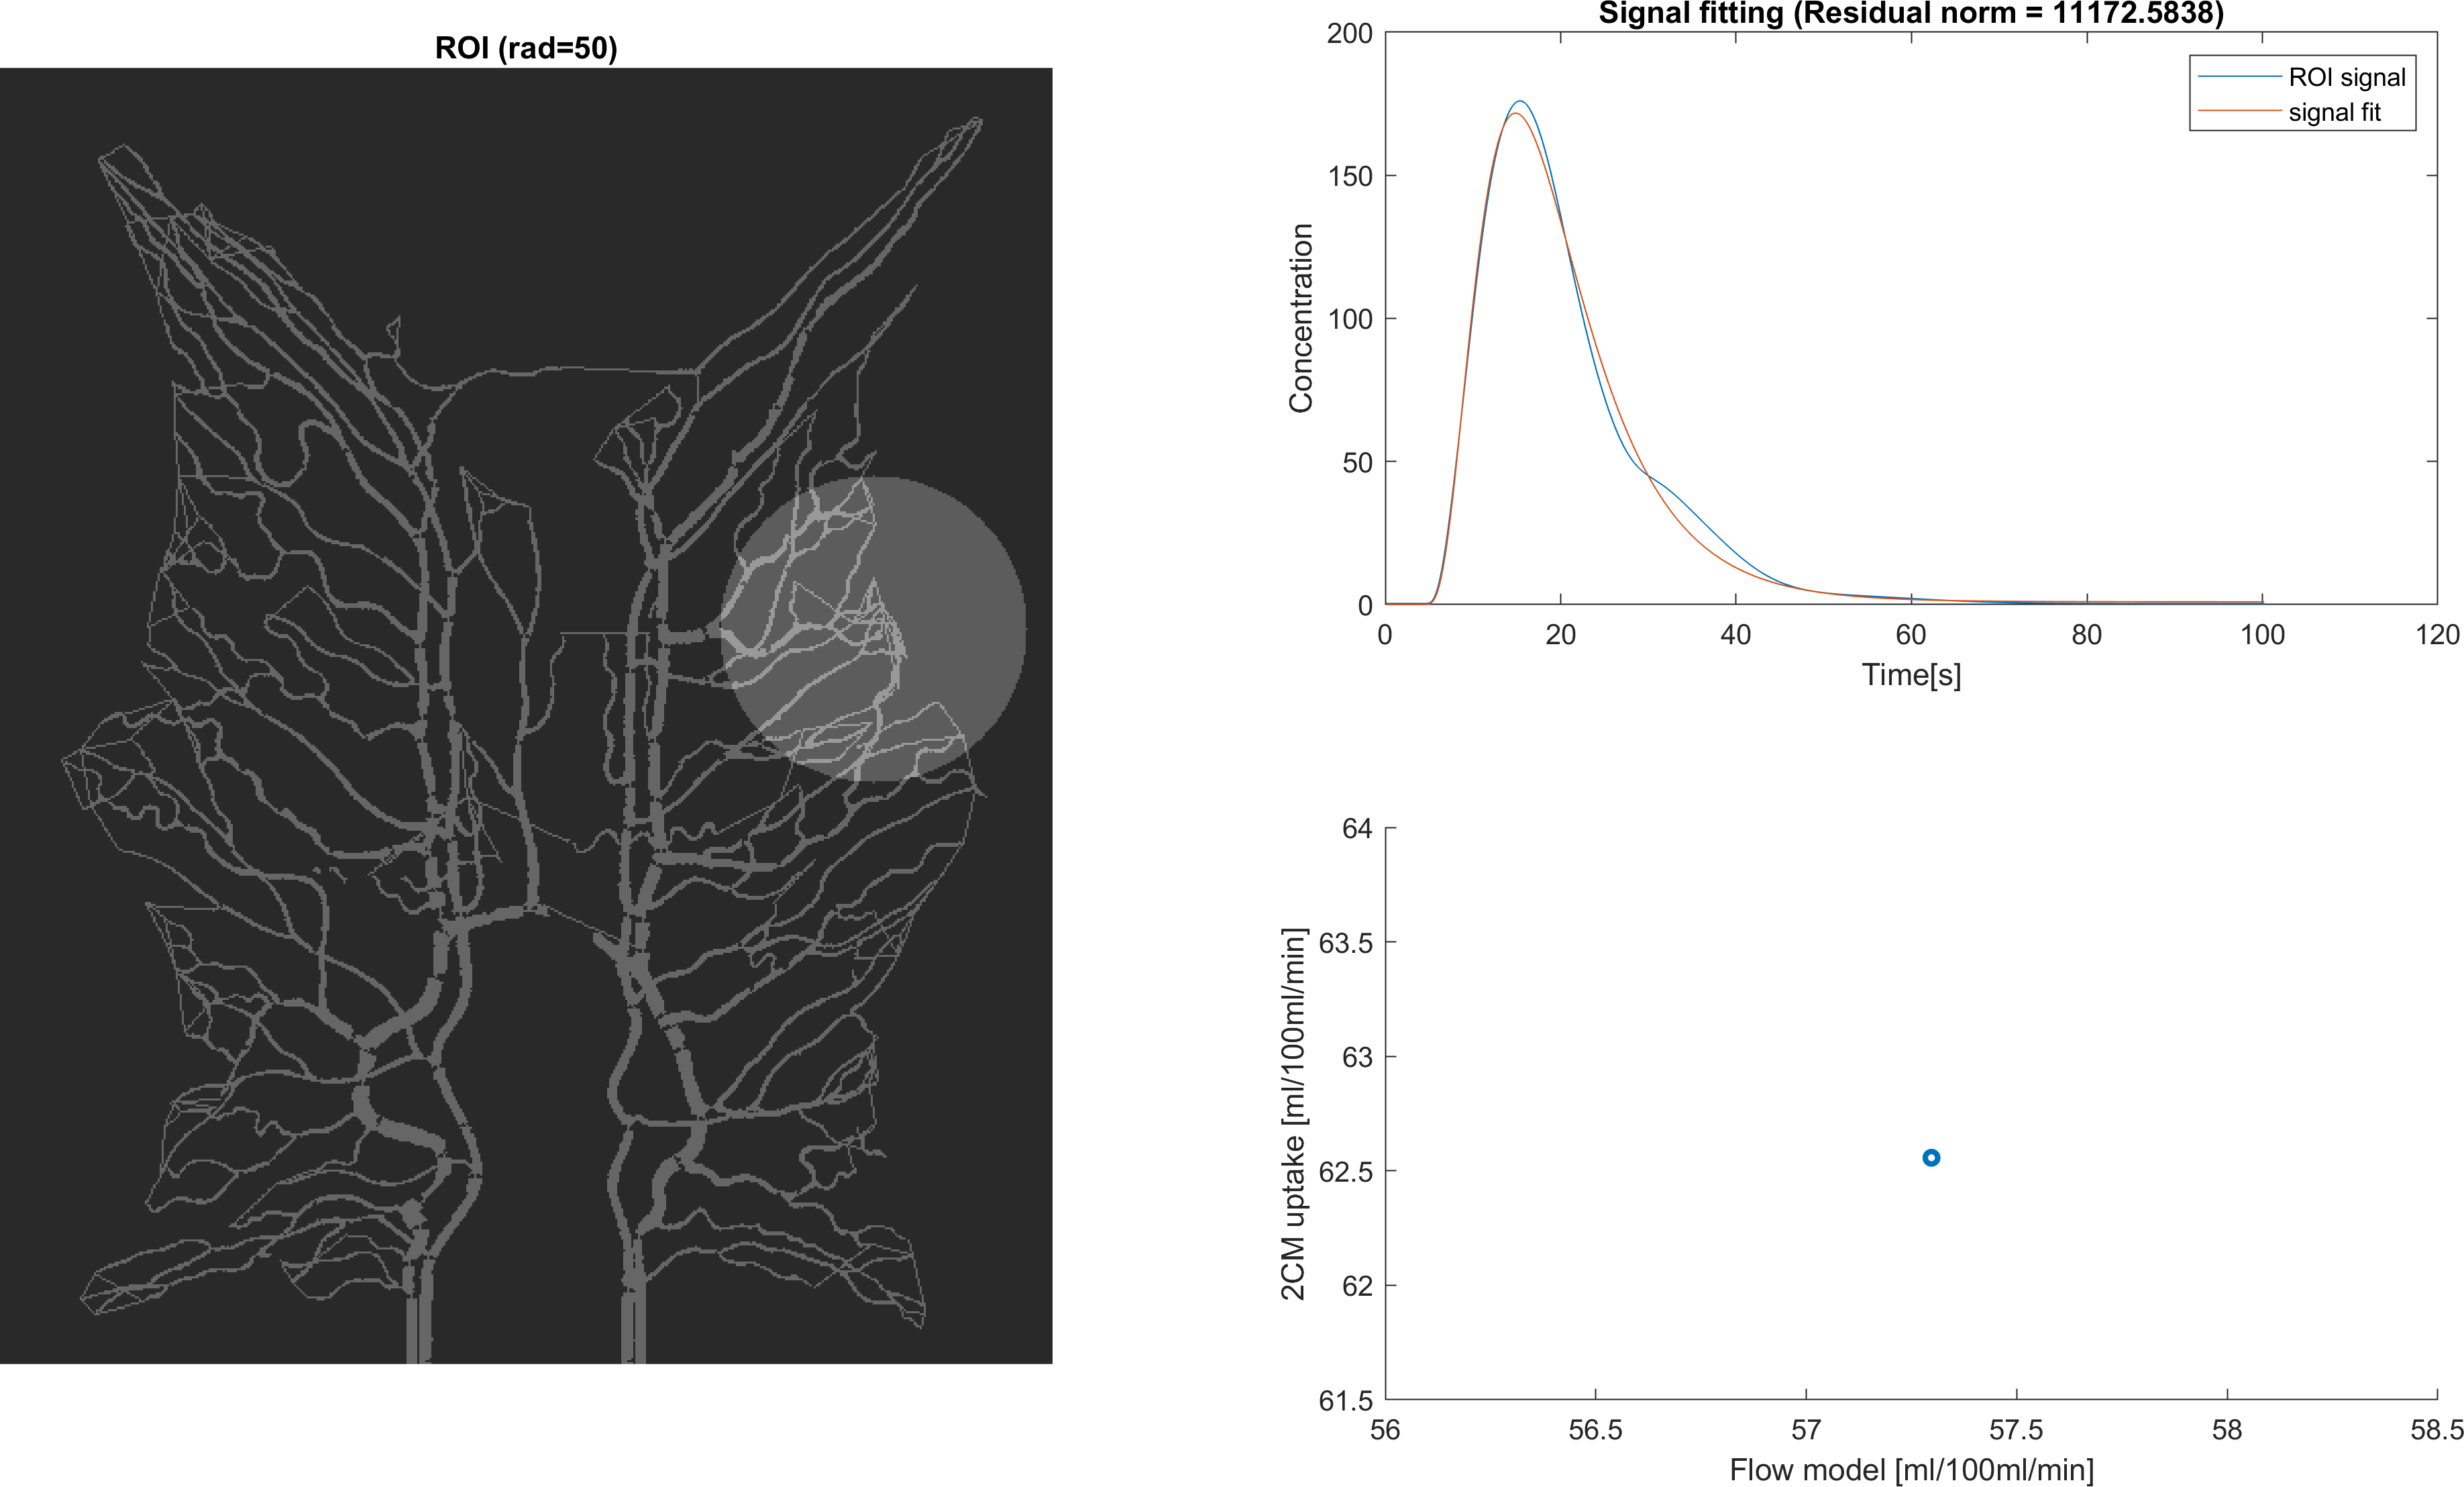 ROI (rad=50)
Signal fitting (Residual norm = 11172.5838)
200
150
100
50
0
Concentration
ROI signal
signal fit
0 20 40 60 80 100 120
Time[s]
64
63.5
63
62.5
62
61.5
2CM uptake [ml/100ml/min]
56 56.5 57 57.5 58 58.5
Flow model [ml/100ml/min]